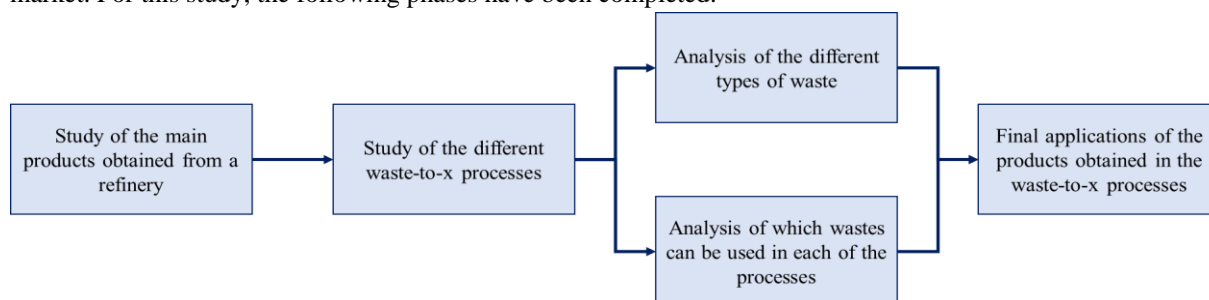 market. For this study, the following phases have been completed:
Study of the main
products obtained from a
refinery
Study of the different
waste-to-x processes
Analysis of the different
types of waste
Analysis of which wastes
can be used in each of the
processes
Final applications of the
products obtained in the
waste-to-x processes